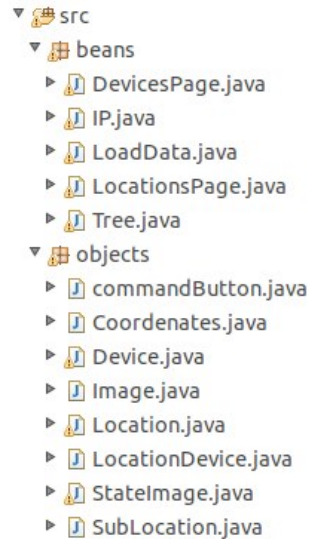 src
beans
DevicesPage.java
IP.java
LoadData.java
LocationsPage.java
Tree.java
objects
commandButton.java
Coordenates.java
Device.java
Image.java
Location.java
LocationDevice.java
StateImage.java
SubLocation.java